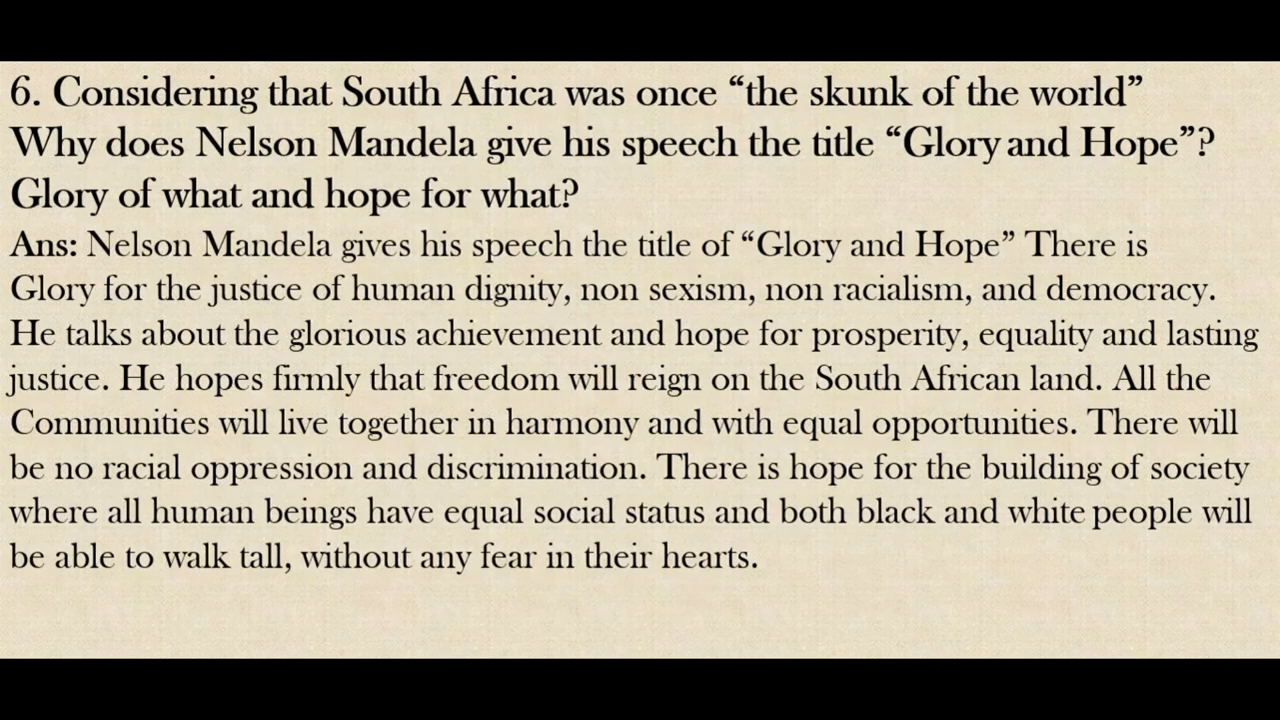 6. Considering that South Africa was once “the skunk of the world”
Why does Nelson Mandela give his speech the title “Glory and Hope”?
Glory of what and hope for what?
Ans: Nelson Mandela gives his speech the title of “Glory and Hope” There is
Glory for the justice of human dignity, non sexism, non racialism, and democracy.
He talks about the glorious achievement and hope for prosperity, equality and lasting
justice. He hopes firmly that freedom will reign on the South African land. All the
Communities will live together in harmony and with equal opportunities. There will
be no racial oppression and discrimination. There is hope for the building of society
where all human beings have equal social status and both black and white people will
be able to walk tall, without any fear in their hearts.